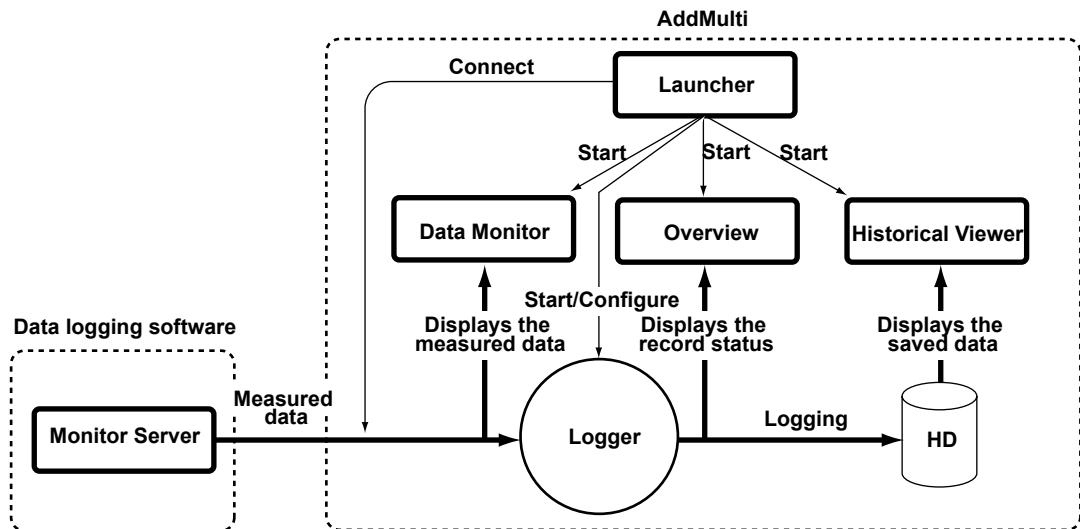 AddMulti
Connect
Launcher
Start
Start
Start
Data Monitor
Overview
Historical Viewer
Start/Configure
Data logging software
Displays the
measured data
Displays the
record status
Displays the
saved data
Measured
data
Monitor Server
Logger
Logging
HD